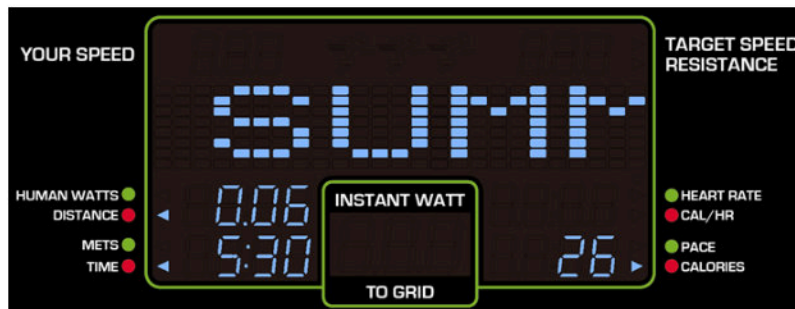 YOUR SPEED
TARGET SPEED
RESISTANCE
SUMM
HUMAN WATTS
DISTANCE
0.06
INSTANT WATT
HEART RATE
CAL/HR
METS
TIME
5:30
26
PACE
CALORIES
TO GRID